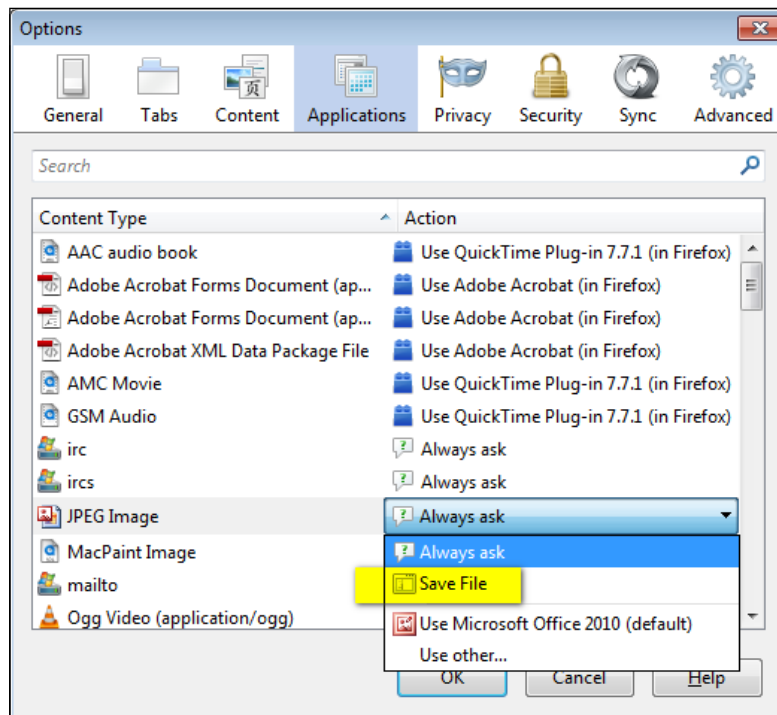 Options
General Tabs Content Applications Privacy Security Sync Advanced
Search
Content Type Action
AAC audio book Use QuickTime Plug-in 7.7.1 (in Firefox)
Adobe Acrobat Forms Document (ap... Use Adobe Acrobat (in Firefox)
Adobe Acrobat Forms Document (ap... Use Adobe Acrobat (in Firefox)
Adobe Acrobat XML Data Package File Use Adobe Acrobat (in Firefox)
AMC Movie Use QuickTime Plug-in 7.7.1 (in Firefox)
GSM Audio Use QuickTime Plug-in 7.7.1 (in Firefox)
irc Always ask
ircs Always ask
JPEG Image Always ask
MacPaint Image Always ask
mailto Save File
Ogg Video (application/ogg) Use Microsoft Office 2010 (default)
Use other...
OK Cancel Help